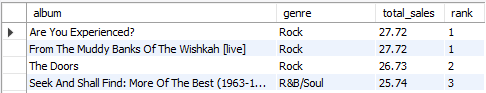 album genre total_sales rank
Are You Experienced? Rock 27.72 1
From The Muddy Banks Of The Wishkah [live] Rock 27.72 1
The Doors Rock 26.73 2
Seek And Shall Find: More Of The Best (1963-1... R&B/Soul 25.74 3